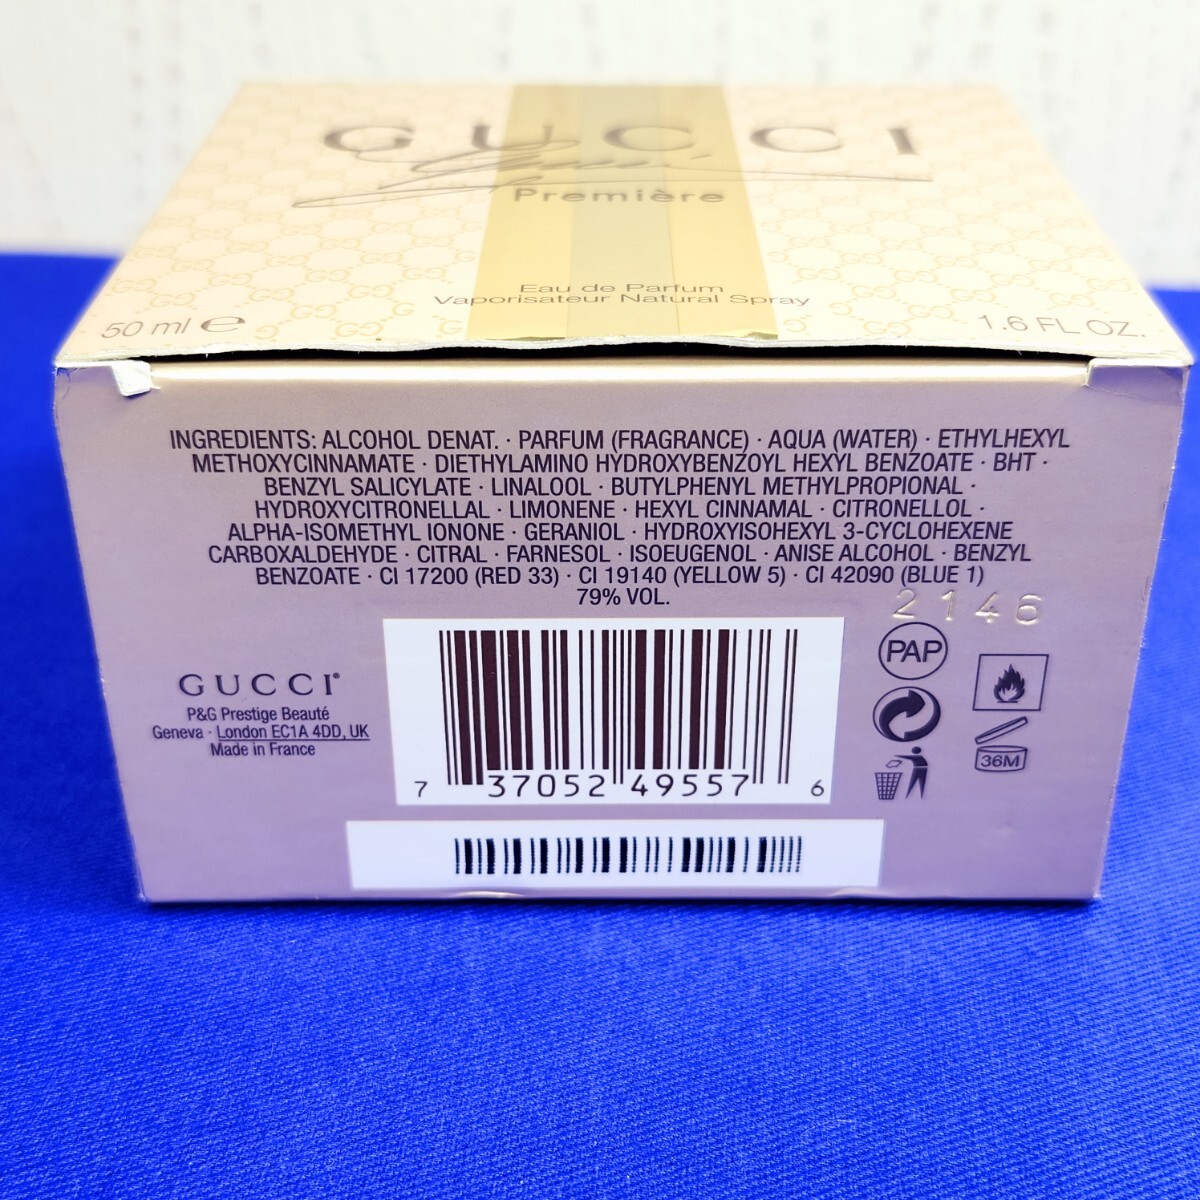 GUCCI
Gucci
Première
Eau de Parfum
Vaporisateur Natural Spray
50 ml e
1.6 FL OZ.
INGREDIENTS: ALCOHOL DENAT. · PARFUM (FRAGRANCE) · AQUA (WATER) · ETHYLHEXYL
METHOXYCINNAMATE · DIETHYLAMINO HYDROXYBENZOYL HEXYL BENZOATE · BHT ·
BENZYL SALICYLATE · LINALOOL · BUTYLPHENYL METHYLPROPIONAL ·
HYDROXYCITRONELLAL · LIMONENE · HEXYL CINNAMAL · CITRONELLOL ·
ALPHA-ISOMETHYL IONONE · GERANIOL · HYDROXYISOHEXYL 3-CYCLOHEXENE
CARBOXALDEHYDE · CITRAL · FARNESOL · ISOEUGENOL · ANISE ALCOHOL · BENZYL
BENZOATE · CI 17200 (RED 33) · CI 19140 (YELLOW 5) · CI 42090 (BLUE 1)
79% VOL.
2146
PAP
GUCCI®
P&G Prestige Beauté
Geneva · London EC1A 4DD, UK
Made in France
36M
7 37052 49557 6